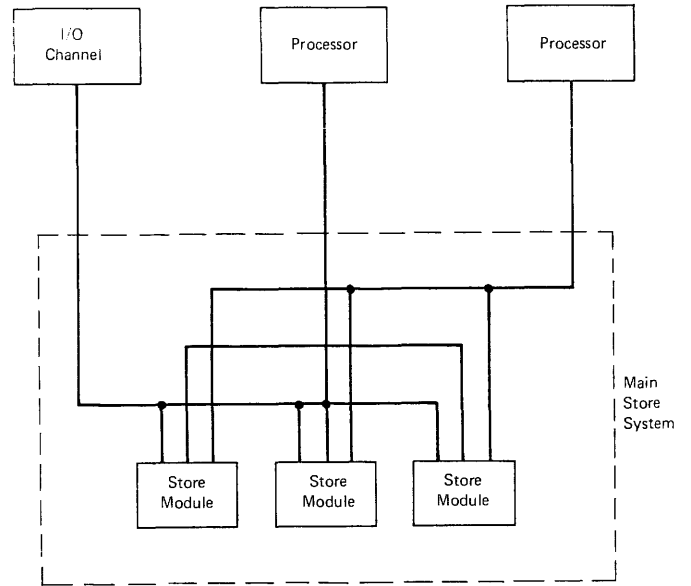 I/O
Channel
Processor
Processor
Main
Store
System
Store
Module
Store
Module
Store
Module